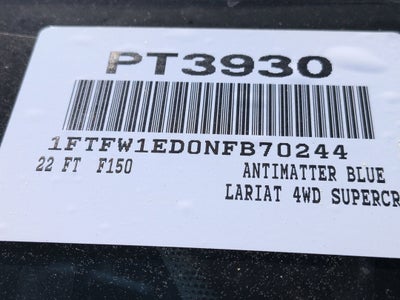 PT3930
1FTFW1ED0NFB70244
22 FT F150 ANTIMATTER BLUE
LARIAT 4WD SUPERCR